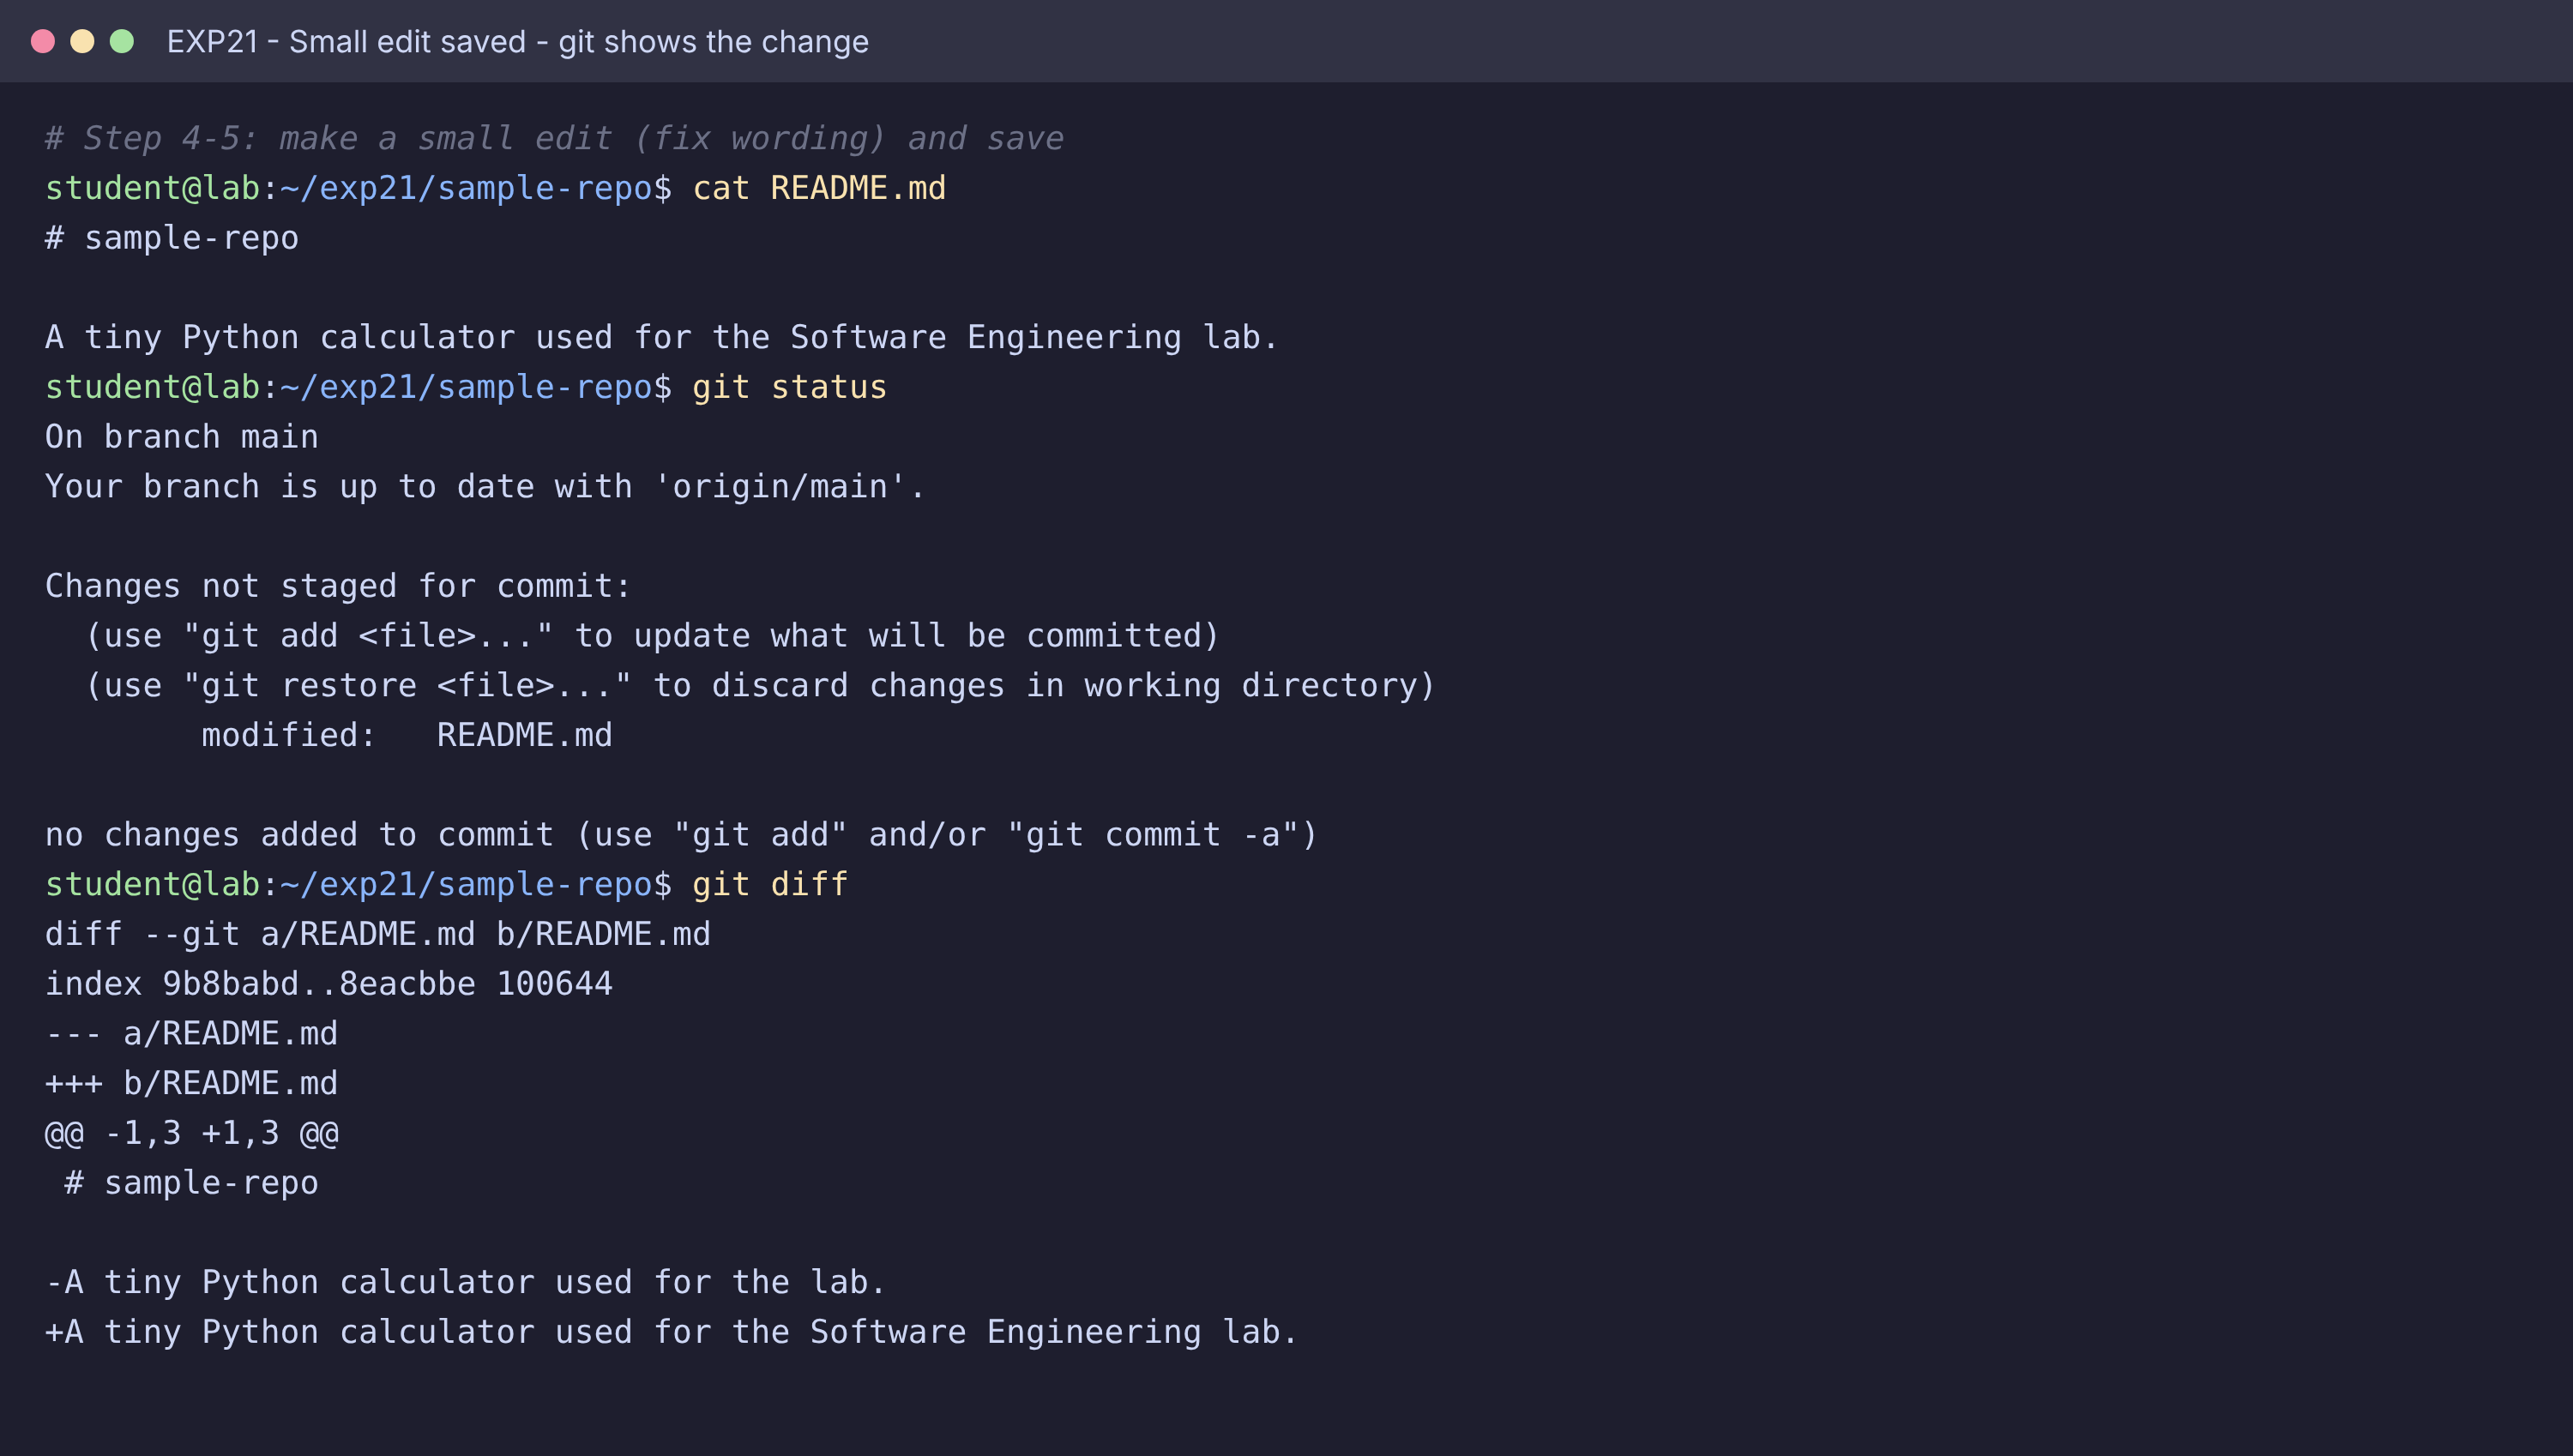 EXP21 - Small edit saved - git shows the change
# Step 4-5: make a small edit (fix wording) and save
student@lab:~/exp21/sample-repo$ cat README.md
# sample-repo

A tiny Python calculator used for the Software Engineering lab.
student@lab:~/exp21/sample-repo$ git status
On branch main
Your branch is up to date with 'origin/main'.

Changes not staged for commit:
  (use "git add <file>..." to update what will be committed)
  (use "git restore <file>..." to discard changes in working directory)
        modified:   README.md

no changes added to commit (use "git add" and/or "git commit -a")
student@lab:~/exp21/sample-repo$ git diff
diff --git a/README.md b/README.md
index 9b8babd..8eacbbe 100644
--- a/README.md
+++ b/README.md
@@ -1,3 +1,3 @@
 # sample-repo

-A tiny Python calculator used for the lab.
+A tiny Python calculator used for the Software Engineering lab.